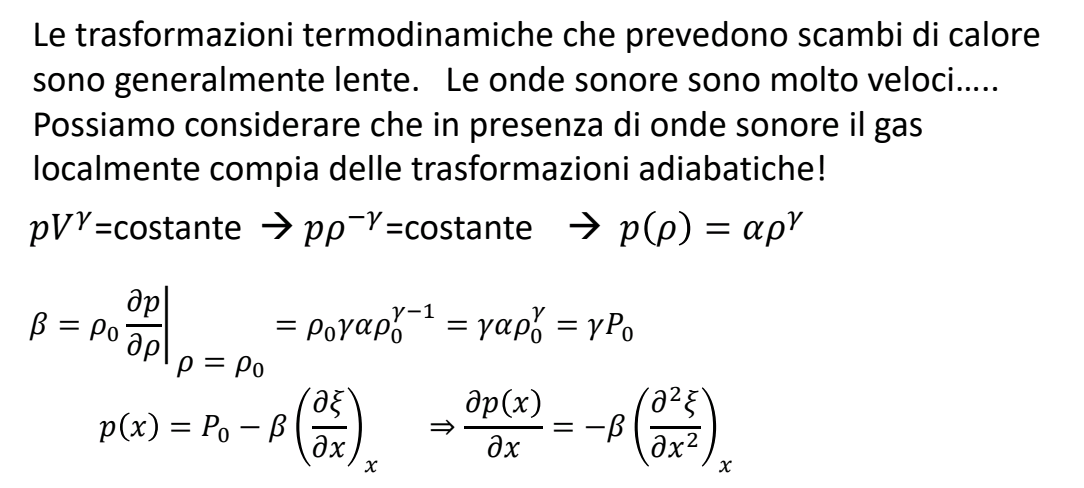 Le trasformazioni termodinamiche che prevedono scambi di calore
sono generalmente lente.   Le onde sonore sono molto veloci…..
Possiamo considerare che in presenza di onde sonore il gas
localmente compia delle trasformazioni adiabatiche!
𝑝𝑉^𝛾=costante → 𝑝𝜌^{−𝛾}=costante → 𝑝(𝜌) = 𝛼𝜌^𝛾
𝛽 = 𝜌₀ ∂𝑝/∂𝜌|_{𝜌 = 𝜌₀} = 𝜌₀𝛾𝛼𝜌₀^{𝛾−1} = 𝛾𝛼𝜌₀^𝛾 = 𝛾𝑃₀
𝑝(𝑥) = 𝑃₀ − 𝛽(∂𝜉/∂𝑥)_𝑥 ⇒ ∂𝑝(𝑥)/∂𝑥 = −𝛽(∂²𝜉/∂𝑥²)_𝑥